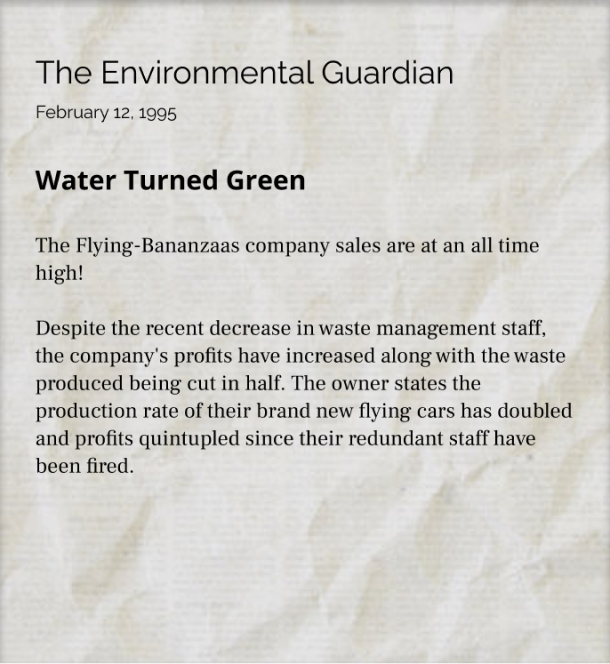 The Environmental Guardian
February 12, 1995
Water Turned Green
The Flying-Bananzaas company sales are at an all time
high!
Despite the recent decrease in waste management staff,
the company's profits have increased along with the waste
produced being cut in half. The owner states the
production rate of their brand new flying cars has doubled
and profits quintupled since their redundant staff have
been fired.